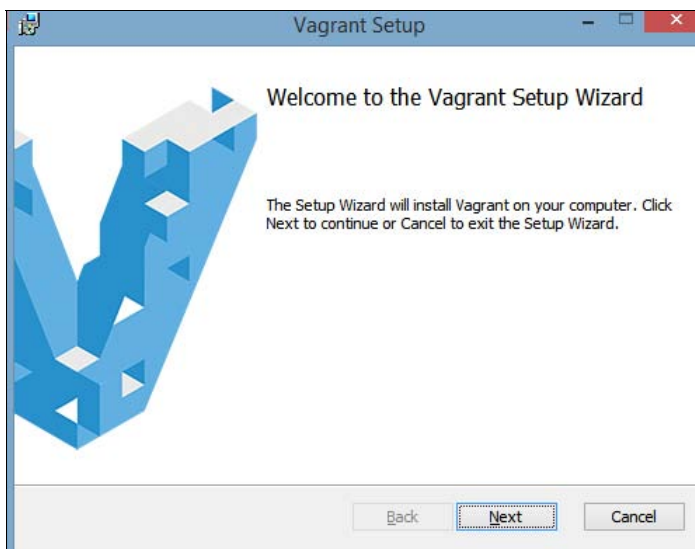 Vagrant Setup
Welcome to the Vagrant Setup Wizard
The Setup Wizard will install Vagrant on your computer. Click
Next to continue or Cancel to exit the Setup Wizard.
Back
Next
Cancel